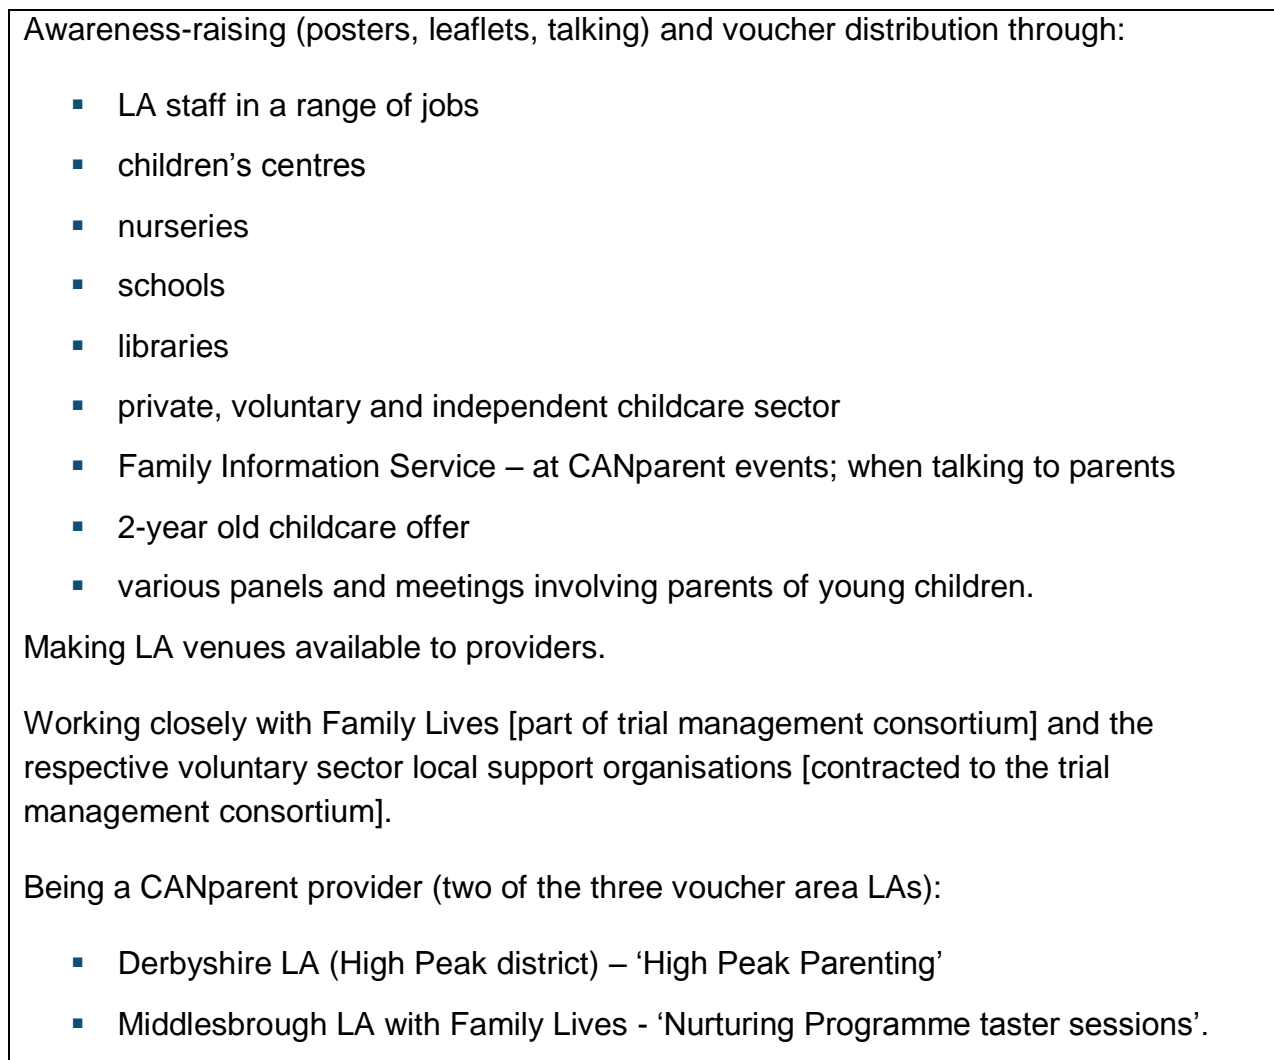 Awareness-raising (posters, leaflets, talking) and voucher distribution through:
▪ LA staff in a range of jobs
▪ children’s centres
▪ nurseries
▪ schools
▪ libraries
▪ private, voluntary and independent childcare sector
▪ Family Information Service – at CANparent events; when talking to parents
▪ 2-year old childcare offer
▪ various panels and meetings involving parents of young children.
Making LA venues available to providers.
Working closely with Family Lives [part of trial management consortium] and the
respective voluntary sector local support organisations [contracted to the trial
management consortium].
Being a CANparent provider (two of the three voucher area LAs):
▪ Derbyshire LA (High Peak district) – ‘High Peak Parenting’
▪ Middlesbrough LA with Family Lives - ‘Nurturing Programme taster sessions’.